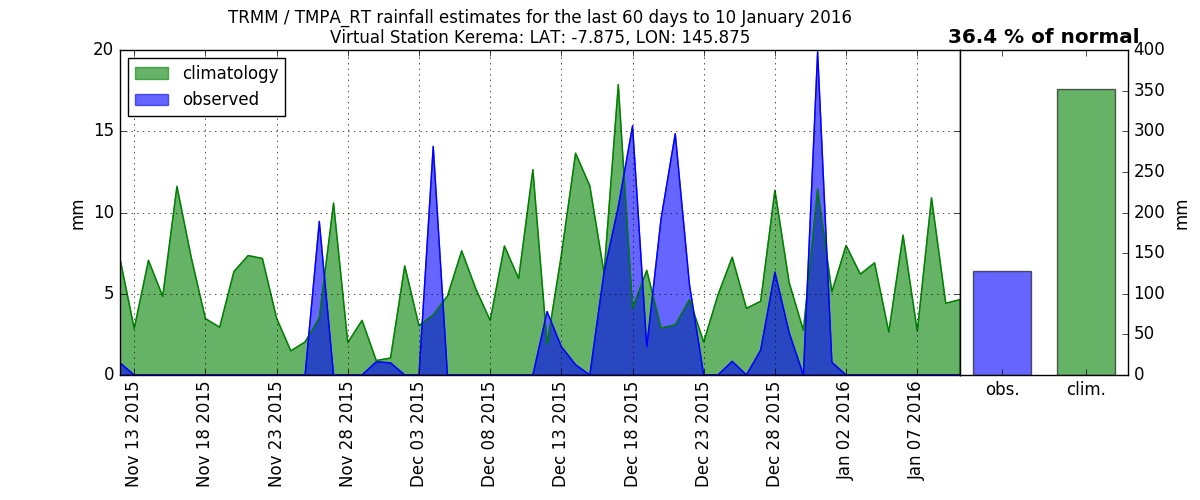 TRMM / TMPA_RT rainfall estimates for the last 60 days to 10 January 2016
Virtual Station Kerema: LAT: -7.875, LON: 145.875
36.4 % of normal
climatology
observed
20
15
10
5
0
mm
400
350
300
250
200
150
100
50
0
mm
Nov 13 2015
Nov 18 2015
Nov 23 2015
Nov 28 2015
Dec 03 2015
Dec 08 2015
Dec 13 2015
Dec 18 2015
Dec 23 2015
Dec 28 2015
Jan 02 2016
Jan 07 2016
obs.
clim.